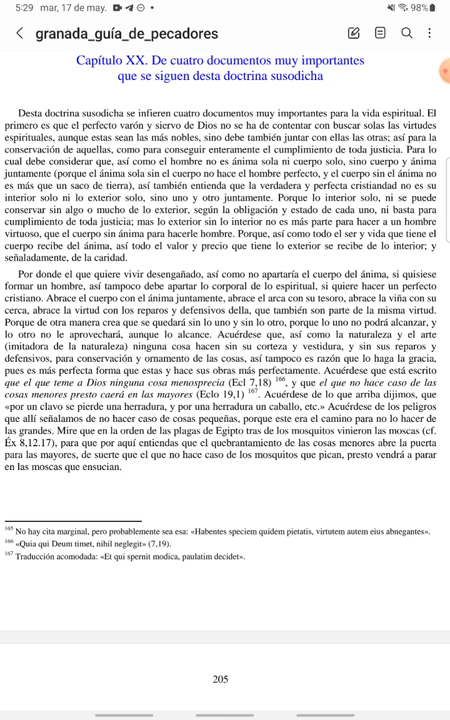 5:29 mar, 17 de may. 98%
granada_guía_de_pecadores
Capítulo XX. De cuatro documentos muy importantes
que se siguen desta doctrina susodicha
Desta doctrina susodicha se infieren cuatro documentos muy importantes para la vida espiritual. El
primero es que el perfecto varón y siervo de Dios no se ha de contentar con buscar solas las virtudes
espirituales, aunque estas sean las más nobles, sino debe también juntar con ellas las otras; así para la
conservación de aquellas, como para conseguir enteramente el cumplimiento de toda justicia. Para lo
cual debe considerar que, así como el hombre no es ánima sola ni cuerpo solo, sino cuerpo y ánima
juntamente (porque el ánima sola sin el cuerpo no hace el hombre perfecto, y el cuerpo sin el ánima no
es más que un saco de tierra), así también entienda que la verdadera y perfecta cristiandad no es su
interior solo ni lo exterior solo, sino uno y otro juntamente. Porque lo interior solo, ni se puede
conservar sin algo o mucho de lo exterior, según la obligación y estado de cada uno, ni basta para
cumplimiento de toda justicia; mas lo exterior sin lo interior no es más parte para hacer a un hombre
virtuoso, que el cuerpo sin ánima para hacerle hombre. Porque, así como todo el ser y vida que tiene el
cuerpo recibe del ánima, así todo el valor y precio que tiene lo exterior se recibe de lo interior; y
señaladamente, de la caridad.
Por donde el que quiere vivir desengañado, así como no apartaría el cuerpo del ánima, si quisiese
formar un hombre, así tampoco debe apartar lo corporal de lo espiritual, si quiere hacer un perfecto
cristiano. Abrace el cuerpo con el ánima juntamente, abrace el arca con su tesoro, abrace la viña con su
cerca, abrace la virtud con los reparos y defensivos della, que también son parte de la misma virtud.
Porque de otra manera crea que se quedará sin lo uno y sin lo otro, porque lo uno no podrá alcanzar, y
lo otro no le aprovechará, aunque lo alcance. Acuérdese que, así como la naturaleza y el arte
(imitadora de la naturaleza) ninguna cosa hacen sin su corteza y vestidura, y sin sus reparos y
defensivos, para conservación y ornamento de las cosas, así tampoco es razón que lo haga la gracia,
pues es más perfecta forma que estas y hace sus obras más perfectamente. Acuérdese que está escrito
que el que teme a Dios ninguna cosa menosprecia (Ecl 7,18) 166, y que el que no hace caso de las
cosas menores presto caerá en las mayores (Eclo 19,1) 167. Acuérdese de lo que arriba dijimos, que
«por un clavo se pierde una herradura, y por una herradura un caballo, etc.» Acuérdese de los peligros
que allí señalamos de no hacer caso de cosas pequeñas, porque este era el camino para no lo hacer de
las grandes. Mire que en la orden de las plagas de Egipto tras de los mosquitos vinieron las moscas (cf.
Éx 8,12.17), para que por aquí entiendas que el quebrantamiento de las cosas menores abre la puerta
para las mayores, de suerte que el que no hace caso de los mosquitos que pican, presto vendrá a parar
en las moscas que ensucian.
165 No hay cita marginal, pero probablemente sea esa: «Habentes speciem quidem pietatis, virtutem autem eius abnegantes».
166 «Quia qui Deum timet, nihil neglegit» (7,19).
167 Traducción acomodada: «Et qui spernit modica, paulatim decidet».
205